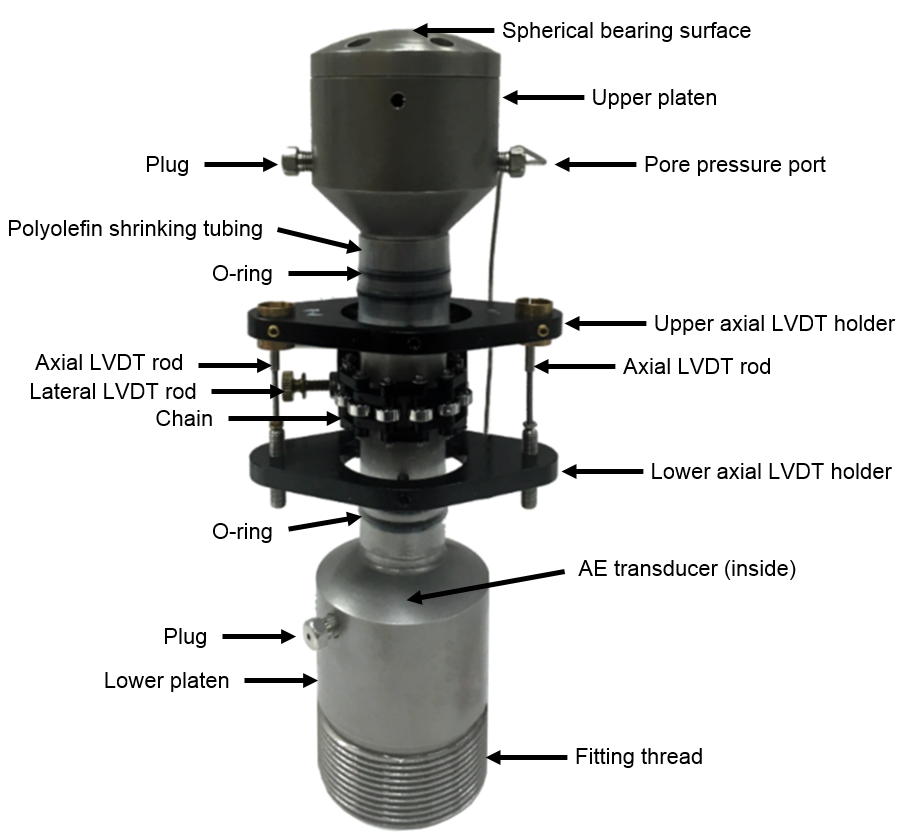 Spherical bearing surface
Upper platen
Plug
Pore pressure port
Polyolefin shrinking tubing
O-ring
Upper axial LVDT holder
Axial LVDT rod
Axial LVDT rod
Lateral LVDT rod
Chain
Lower axial LVDT holder
O-ring
AE transducer (inside)
Plug
Lower platen
Fitting thread